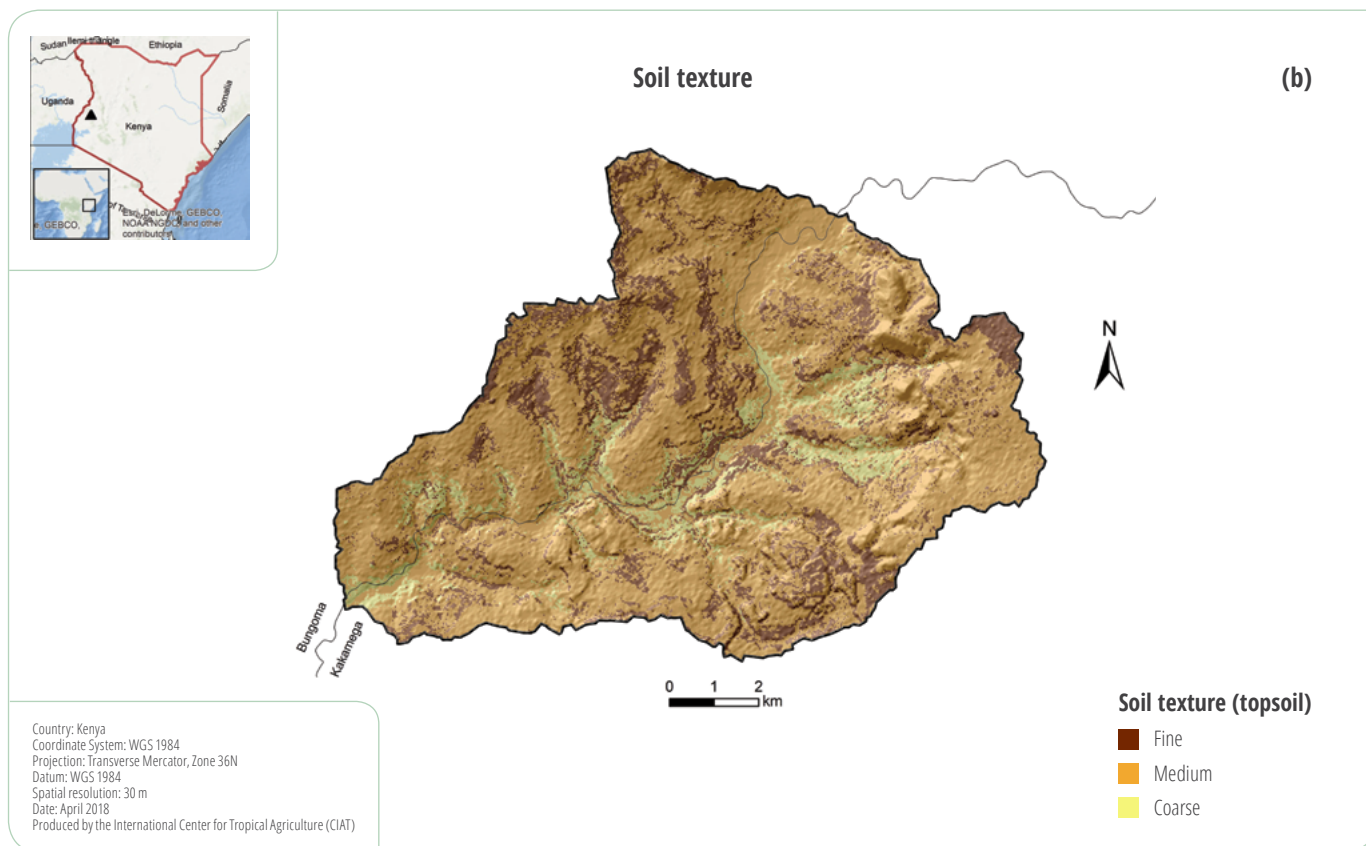 Soil texture
(b)
Sudan
Ilemi triangle
Ethiopia
Uganda
Kenya
Somalia
Esri, DeLorme, GEBCO,
NOAA NGDC, and other
contributors
e, GEBCO,
N
Bungoma
Kakamega
0 1 2
km
Soil texture (topsoil)
Fine
Medium
Coarse
Country: Kenya
Coordinate System: WGS 1984
Projection: Transverse Mercator, Zone 36N
Datum: WGS 1984
Spatial resolution: 30 m
Date: April 2018
Produced by the International Center for Tropical Agriculture (CIAT)